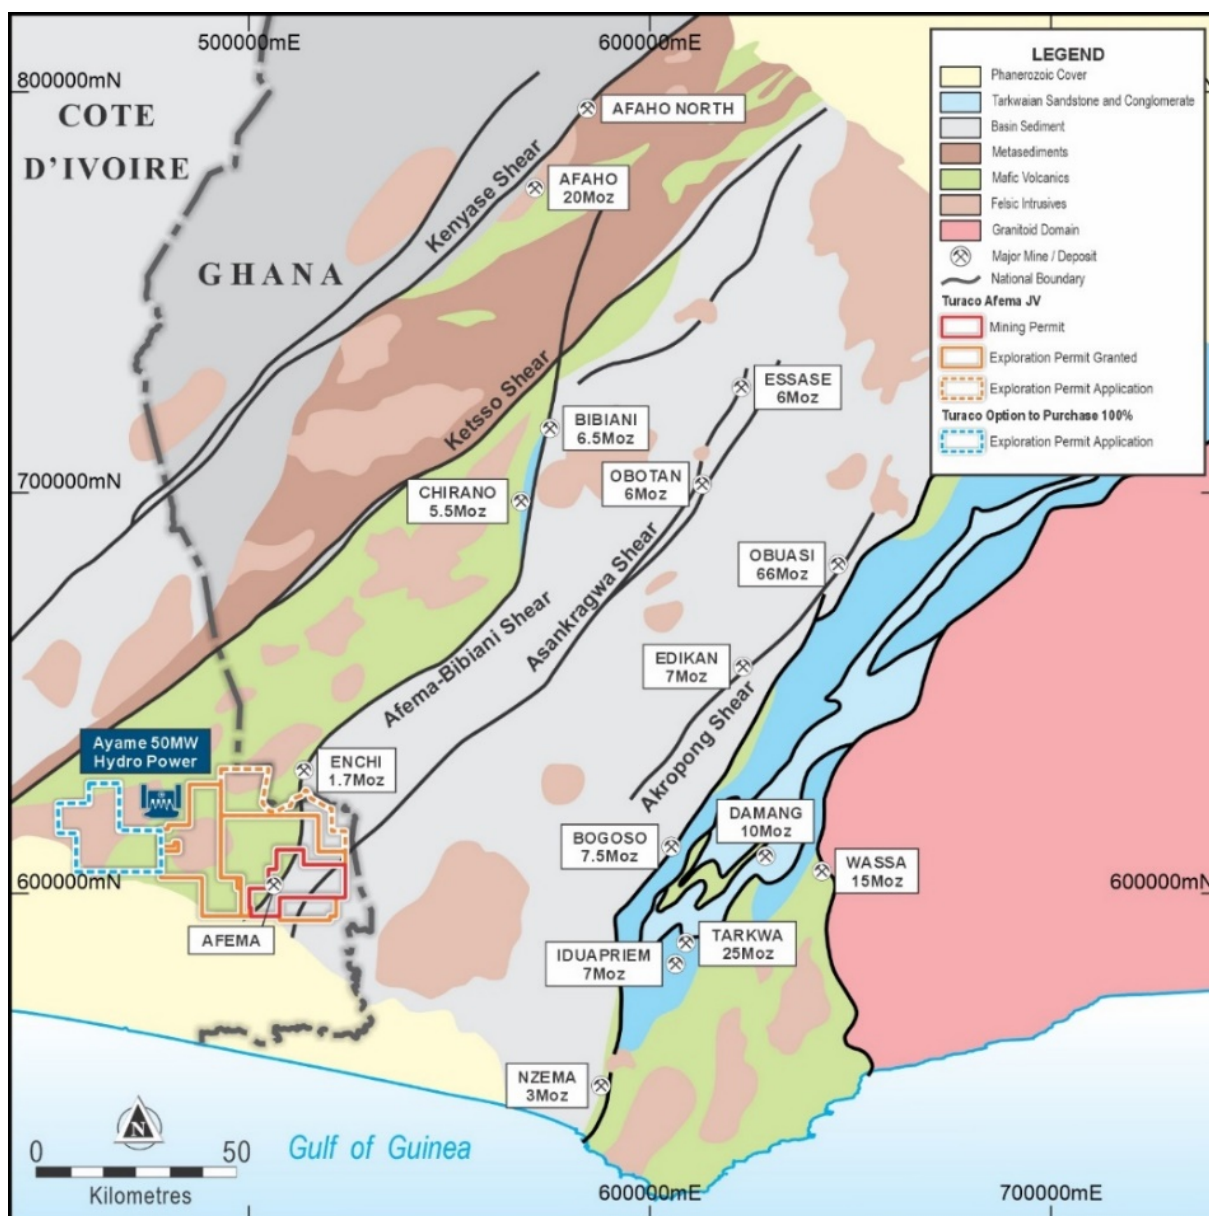 500000mE
600000mE
800000mN
COTE
D'IVOIRE
GHANA
LEGEND
Phanerozoic Cover
Tarkwaian Sandstone and Conglomerate
Basin Sediment
Metasediments
Mafic Volcanics
Felsic Intrusives
Granitoid Domain
Major Mine / Deposit
National Boundary
Turaco Afema JV
Mining Permit
Exploration Permit Granted
Exploration Permit Application
Turaco Option to Purchase 100%
Exploration Permit Application
AFAHO NORTH
Kenyase Shear
AFAHO
20Moz
Ketsso Shear
ESSASE
6Moz
BIBIANI
6.5Moz
700000mN
CHIRANO
5.5Moz
OBOTAN
6Moz
OBUASI
66Moz
Afema-Bibiani Shear
Asankragwa Shear
EDIKAN
7Moz
Akropong Shear
Ayame 50MW
Hydro Power
ENCHI
1.7Moz
BOGOSO
7.5Moz
DAMANG
10Moz
WASSA
15Moz
600000mN
600000mN
AFEMA
IDUAPRIEM
7Moz
TARKWA
25Moz
NZEMA
3Moz
N
0 50
Kilometres
Gulf of Guinea
600000mE
700000mE